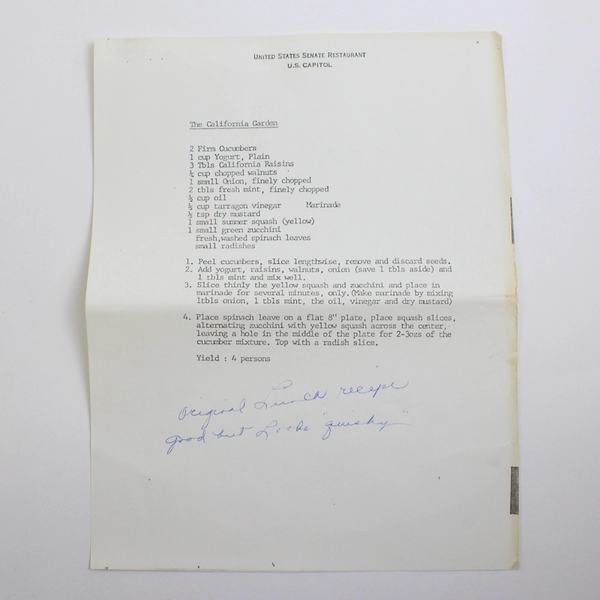 UNITED STATES SENATE RESTAURANT
U.S. CAPITOL
The California Garden
2 Firm Cucumbers
1 cup Yogurt, Plain
3 Tbls California Raisins
cup chopped walnuts
1 small Onion, finely chopped
2 tbls fresh mint, finely chopped
cup oil
cup tarragon vinegar Marinade
tsp dry mustard
1 small summer squash (yellow)
1 small green zucchini
fresh,washed spinach leaves
small radishes
1. Peel cucumbers, slice lengthwise, remove and discard seeds.
2. Add yogurt, raisins, walnuts, onion (save 1 tbls aside) and
1 tbls mint and mix well.
3. Slice thinly the yellow squash and zucchini and place in
marinade for several minutes, only.(Make marinade by mixing
1tbls onion, 1 tbls mint, the oil, vinegar and dry mustard)
4. Place spinach leave on a flat 8" plate, place squash slices,
alternating zucchini with yellow squash across the center,
leaving a hole in the middle of the plate for 2-3ozs of the
cucumber mixture. Top with a radish slice.
Yield : 4 persons
Original Lunch recipe
good but Looks